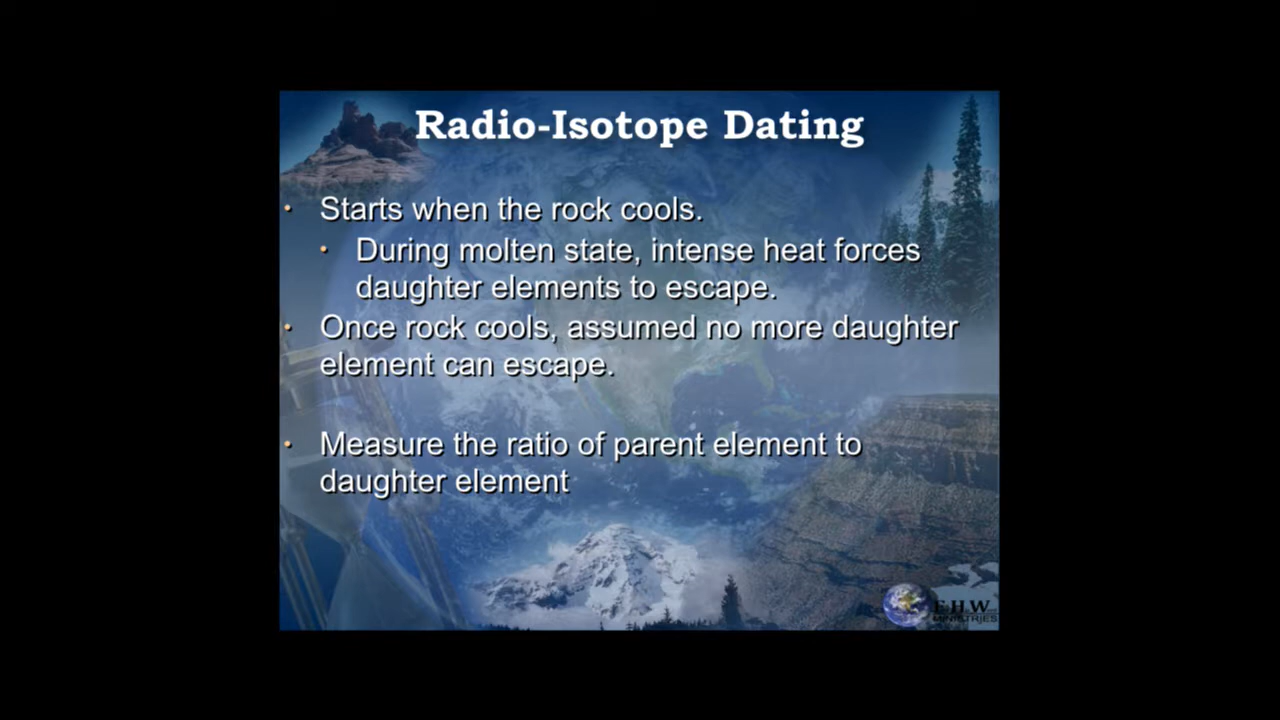 Radio-Isotope Dating
• Starts when the rock cools.
• During molten state, intense heat forces
daughter elements to escape.
• Once rock cools, assumed no more daughter
element can escape.
• Measure the ratio of parent element to
daughter element
E H W
MINISTRIES